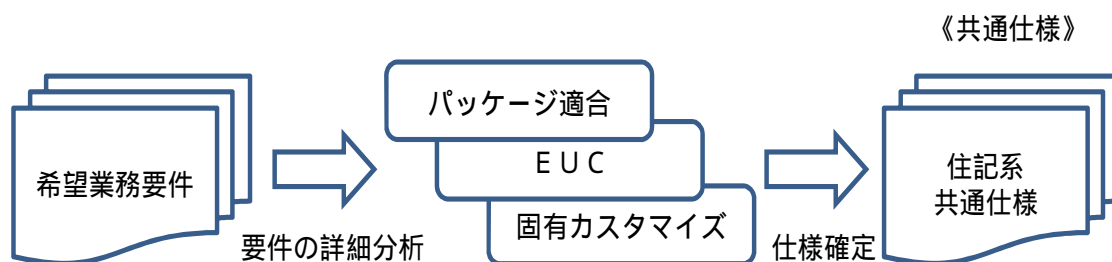 《共通仕様》
希望業務要件
要件の詳細分析
パッケージ適合
ＥＵＣ
固有カスタマイズ
仕様確定
住記系
共通仕様